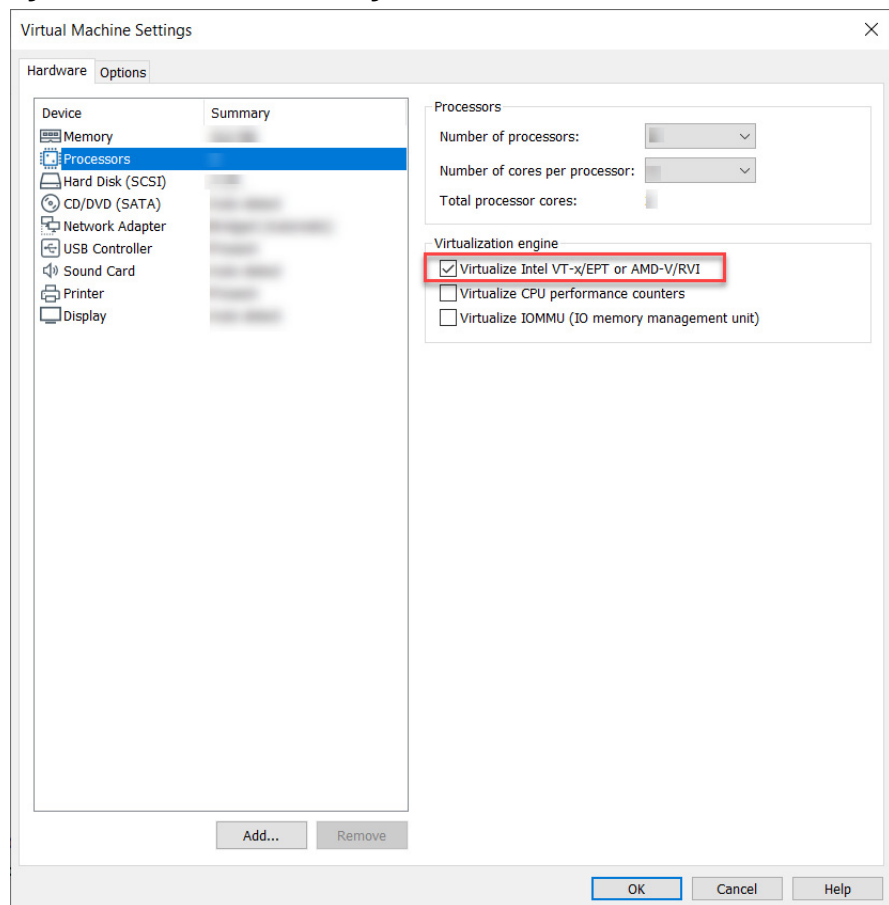 Virtual Machine Settings
Hardware Options
Device Summary
Memory
Processors
Hard Disk (SCSI)
CD/DVD (SATA)
Network Adapter
USB Controller
Sound Card
Printer
Display
Add... Remove
Processors
Number of processors:
Number of cores per processor:
Total processor cores:
Virtualization engine
Virtualize Intel VT-x/EPT or AMD-V/RVI
Virtualize CPU performance counters
Virtualize IOMMU (IO memory management unit)
OK Cancel Help